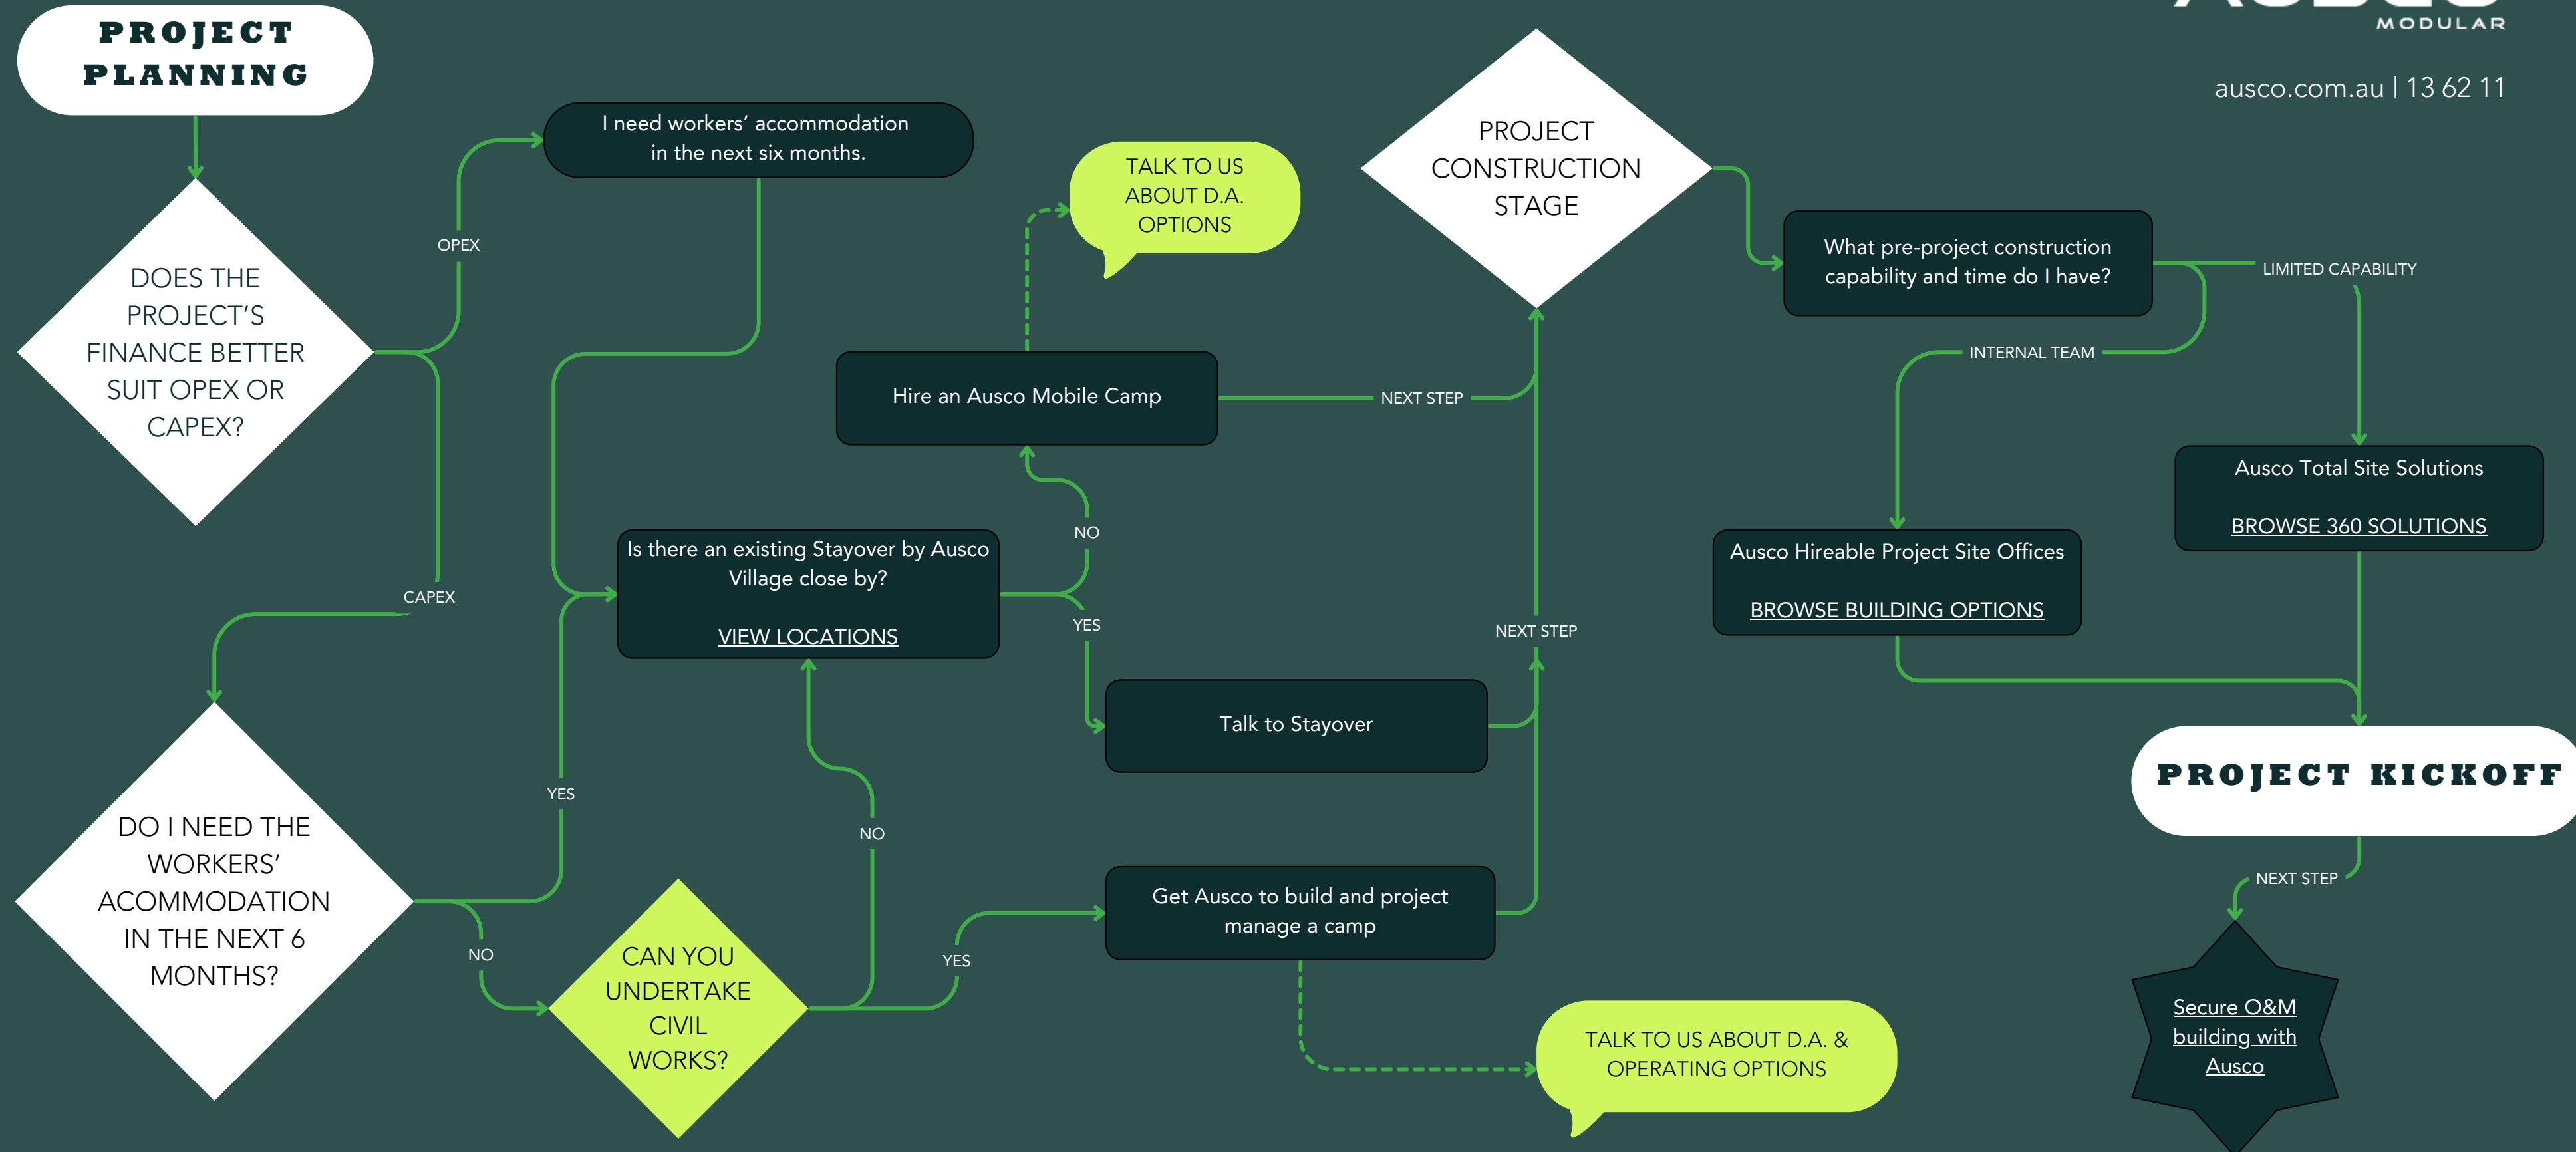 PROJECT
PLANNING
MODULAR
ausco.com.au | 13 62 11
DOES THE
PROJECT’S
FINANCE BETTER
SUIT OPEX OR
CAPEX?
OPEX
CAPEX
I need workers’ accommodation
in the next six months.
DO I NEED THE
WORKERS’
ACOMMODATION
IN THE NEXT 6
MONTHS?
YES
NO
CAN YOU
UNDERTAKE
CIVIL
WORKS?
NO
YES
Is there an existing Stayover by Ausco
Village close by?
VIEW LOCATIONS
NO
YES
Hire an Ausco Mobile Camp
TALK TO US
ABOUT D.A.
OPTIONS
NEXT STEP
Talk to Stayover
NEXT STEP
Get Ausco to build and project
manage a camp
TALK TO US ABOUT D.A. &
OPERATING OPTIONS
PROJECT
CONSTRUCTION
STAGE
What pre-project construction
capability and time do I have?
LIMITED CAPABILITY
INTERNAL TEAM
Ausco Total Site Solutions
BROWSE 360 SOLUTIONS
Ausco Hireable Project Site Offices
BROWSE BUILDING OPTIONS
PROJECT KICKOFF
NEXT STEP
Secure O&M
building with
Ausco